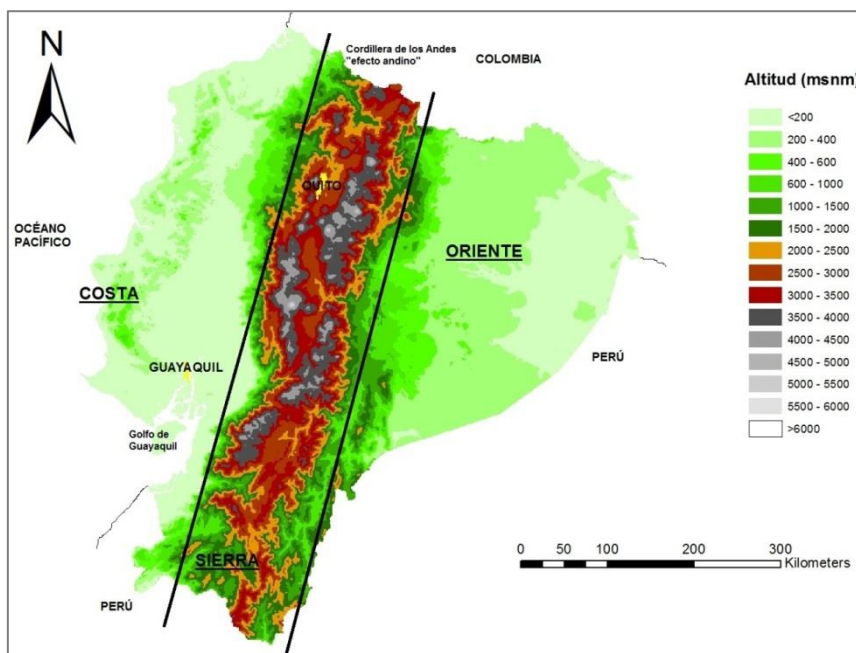 N
Cordillera de los Andes
"efecto andino"
COLOMBIA
Altitud (msnm)
<200
200 - 400
400 - 600
600 - 1000
1000 - 1500
1500 - 2000
2000 - 2500
2500 - 3000
3000 - 3500
3500 - 4000
4000 - 4500
4500 - 5000
5000 - 5500
5500 - 6000
>6000
QUITO
OCÉANO
PACÍFICO
ORIENTE
COSTA
PERÚ
GUAYAQUIL
Golfo de
Guayaquil
SIERRA
PERÚ
0 50 100 200 300
Kilometers